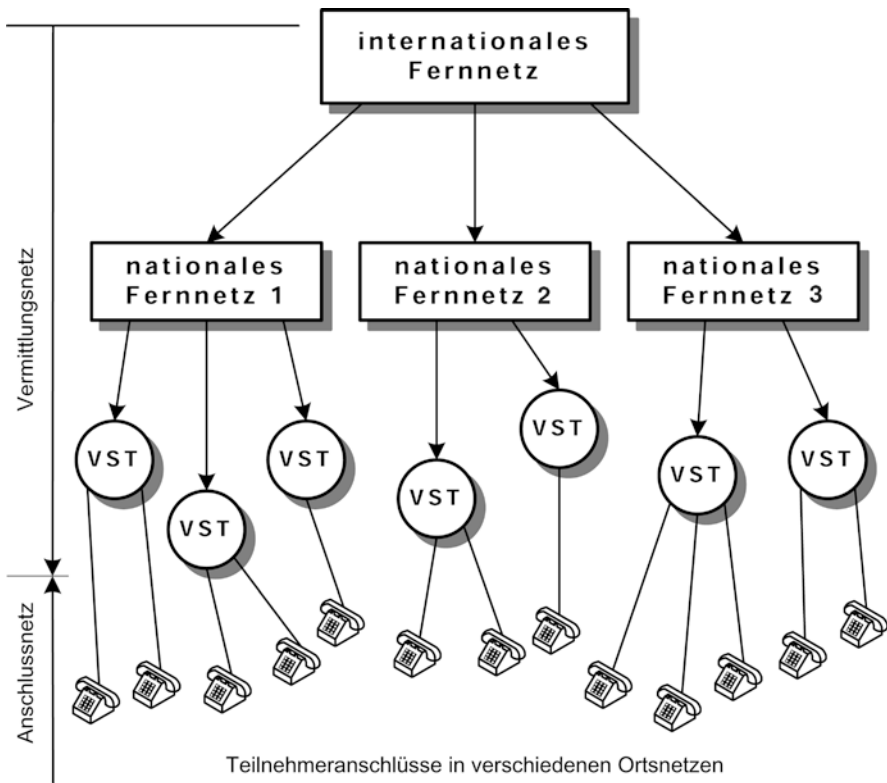 internationales
Fernnetz
nationales
Fernnetz 1
nationales
Fernnetz 2
nationales
Fernnetz 3
Vermittlungsnetz
VST
VST
VST
VST
VST
VST
VST
Anschlussnetz
Teilnehmeranschlüsse in verschiedenen Ortsnetzen